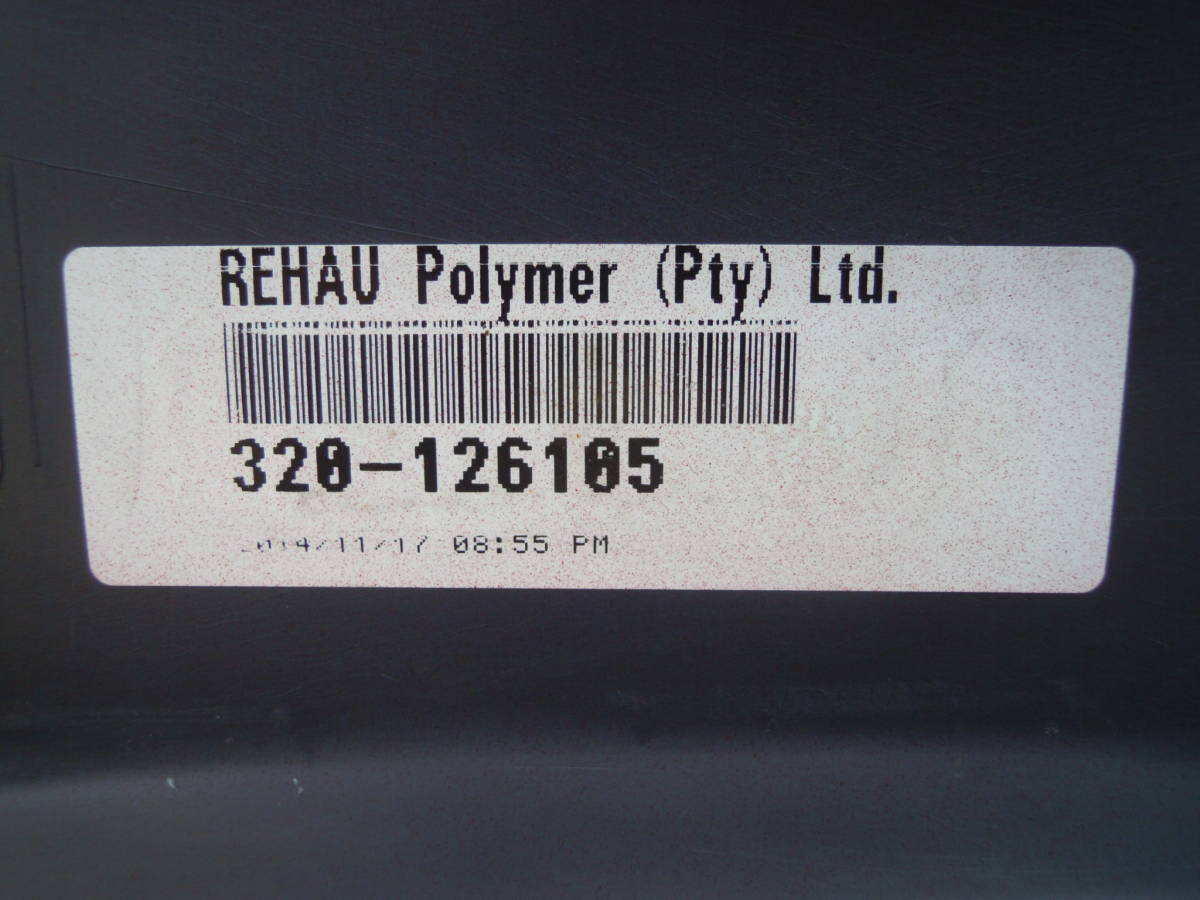 REHAU Polymer (Pty) Ltd.
320-126105
2014/11/17 08:55 PM